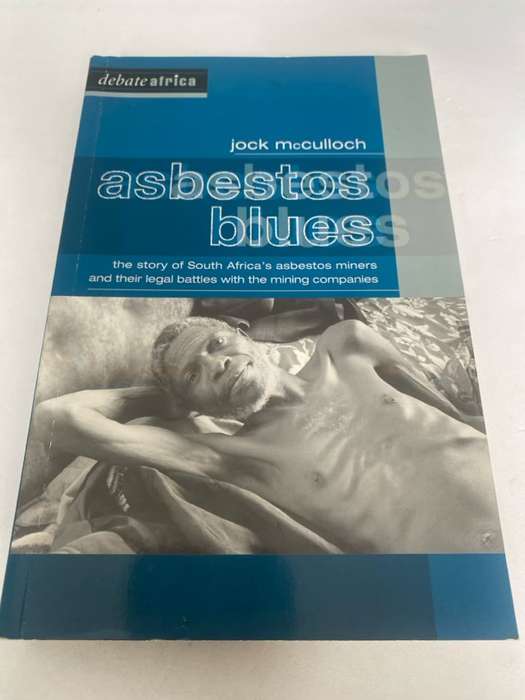 debate africa
jock mcculloch
asbestos
blues
the story of South Africa's asbestos miners
and their legal battles with the mining companies